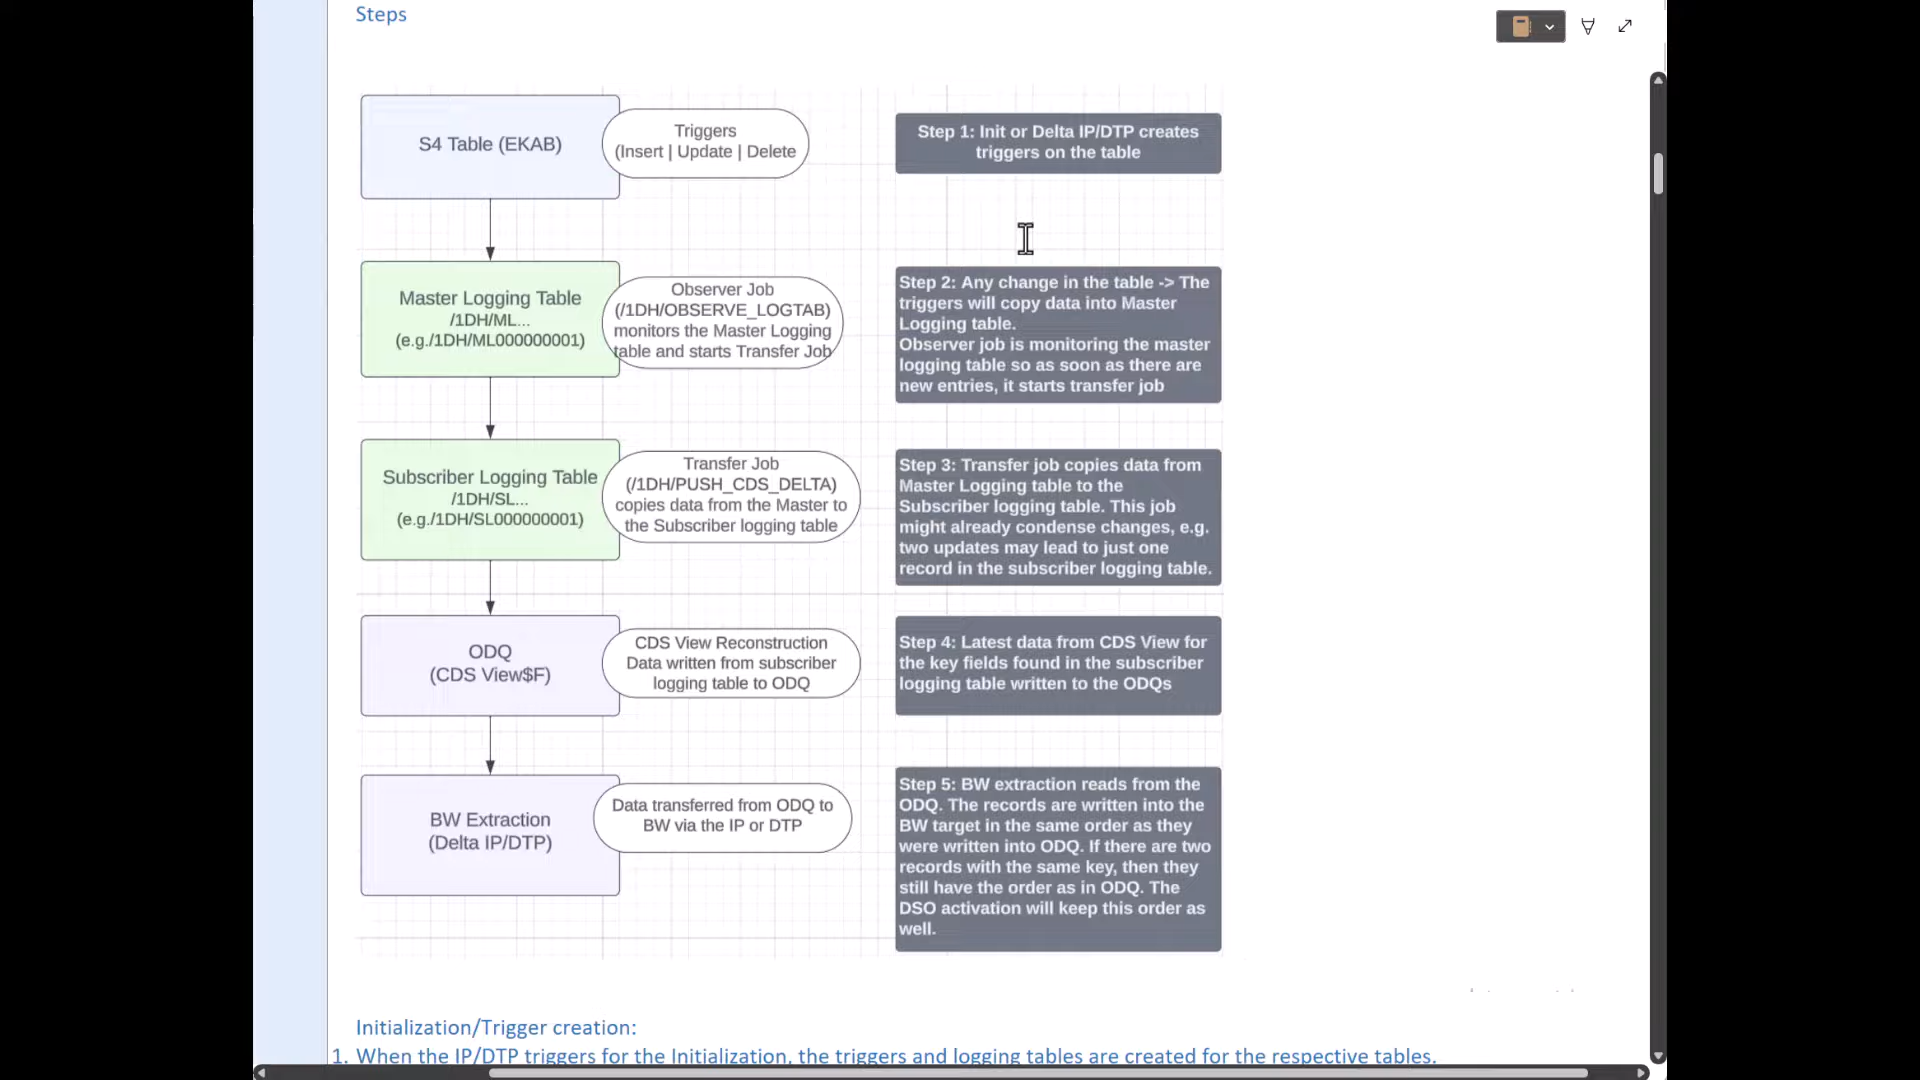 Steps
S4 Table (EKAB)
Triggers
(Insert | Update | Delete
Step 1: Init or Delta IP/DTP creates
triggers on the table
Master Logging Table
/1DH/ML...
(e.g./1DH/ML000000001)
Observer Job
(/1DH/OBSERVE_LOGTAB)
monitors the Master Logging
table and starts Transfer Job
Step 2: Any change in the table -> The
triggers will copy data into Master
Logging table.
Observer job is monitoring the master
logging table so as soon as there are
new entries, it starts transfer job
Subscriber Logging Table
/1DH/SL...
(e.g./1DH/SL000000001)
Transfer Job
(/1DH/PUSH_CDS_DELTA)
copies data from the Master to
the Subscriber logging table
Step 3: Transfer job copies data from
Master Logging table to the
Subscriber logging table. This job
might already condense changes, e.g.
two updates may lead to just one
record in the subscriber logging table.
ODQ
(CDS View$F)
CDS View Reconstruction
Data written from subscriber
logging table to ODQ
Step 4: Latest data from CDS View for
the key fields found in the subscriber
logging table written to the ODQs
BW Extraction
(Delta IP/DTP)
Data transferred from ODQ to
BW via the IP or DTP
Step 5: BW extraction reads from the
ODQ. The records are written into the
BW target in the same order as they
were written into ODQ. If there are two
records with the same key, then they
still have the order as in ODQ. The
DSO activation will keep this order as
well.
Initialization/Trigger creation:
1. When the IP/DTP triggers for the Initialization, the triggers and logging tables are created for the respective tables.